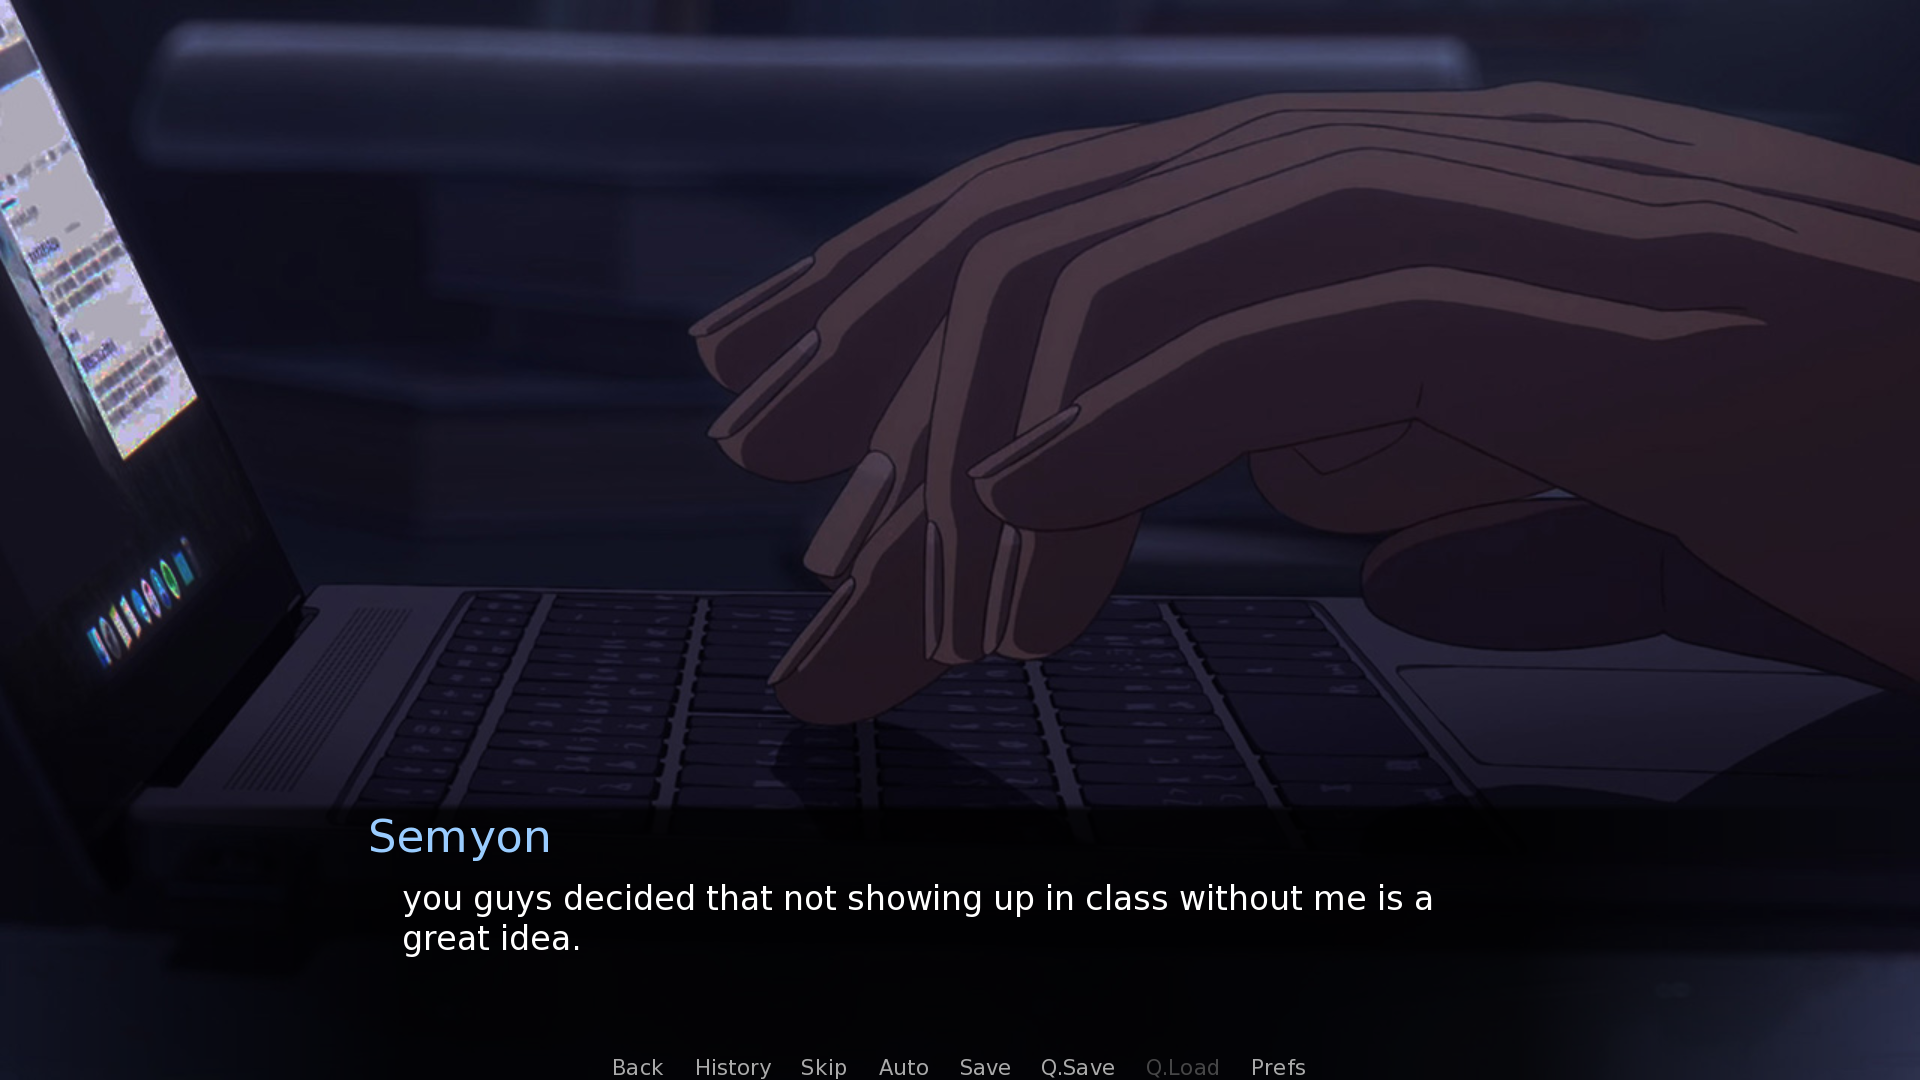 Semyon
you guys decided that not showing up in class without me is a
great idea.
Back History Skip Auto Save Q.Save Q.Load Prefs